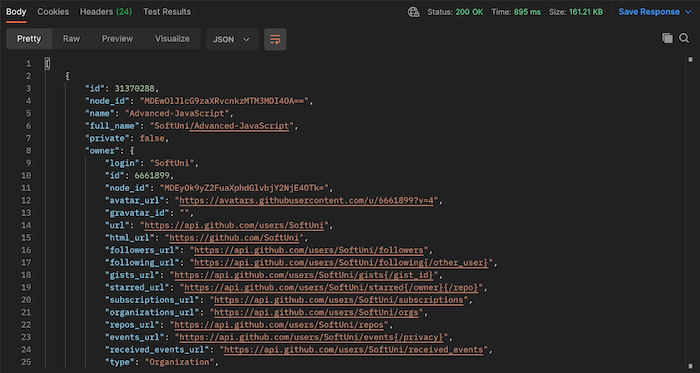 Body Cookies Headers (24) Test Results Status: 200 OK Time: 895 ms Size: 161.21 KB Save Response
Pretty Raw Preview Visualize JSON
1 [
2 {
3 "id": 31370288,
4 "node_id": "MDEwOlJlcG9zaXRvcnkzMTM3MDI4OA==",
5 "name": "Advanced-JavaScript",
6 "full_name": "SoftUni/Advanced-JavaScript",
7 "private": false,
8 "owner": {
9 "login": "SoftUni",
10 "id": 6661899,
11 "node_id": "MDEyOk9yZ2FuaXphdGlvbjY2NjE4OTk=",
12 "avatar_url": "https://avatars.githubusercontent.com/u/6661899?v=4",
13 "gravatar_id": "",
14 "url": "https://api.github.com/users/SoftUni",
15 "html_url": "https://github.com/SoftUni",
16 "followers_url": "https://api.github.com/users/SoftUni/followers",
17 "following_url": "https://api.github.com/users/SoftUni/following{/other_user}",
18 "gists_url": "https://api.github.com/users/SoftUni/gists{/gist_id}",
19 "starred_url": "https://api.github.com/users/SoftUni/starred{/owner}{/repo}",
20 "subscriptions_url": "https://api.github.com/users/SoftUni/subscriptions",
21 "organizations_url": "https://api.github.com/users/SoftUni/orgs",
22 "repos_url": "https://api.github.com/users/SoftUni/repos",
23 "events_url": "https://api.github.com/users/SoftUni/events{/privacy}",
24 "received_events_url": "https://api.github.com/users/SoftUni/received_events",
25 "type": "Organization",